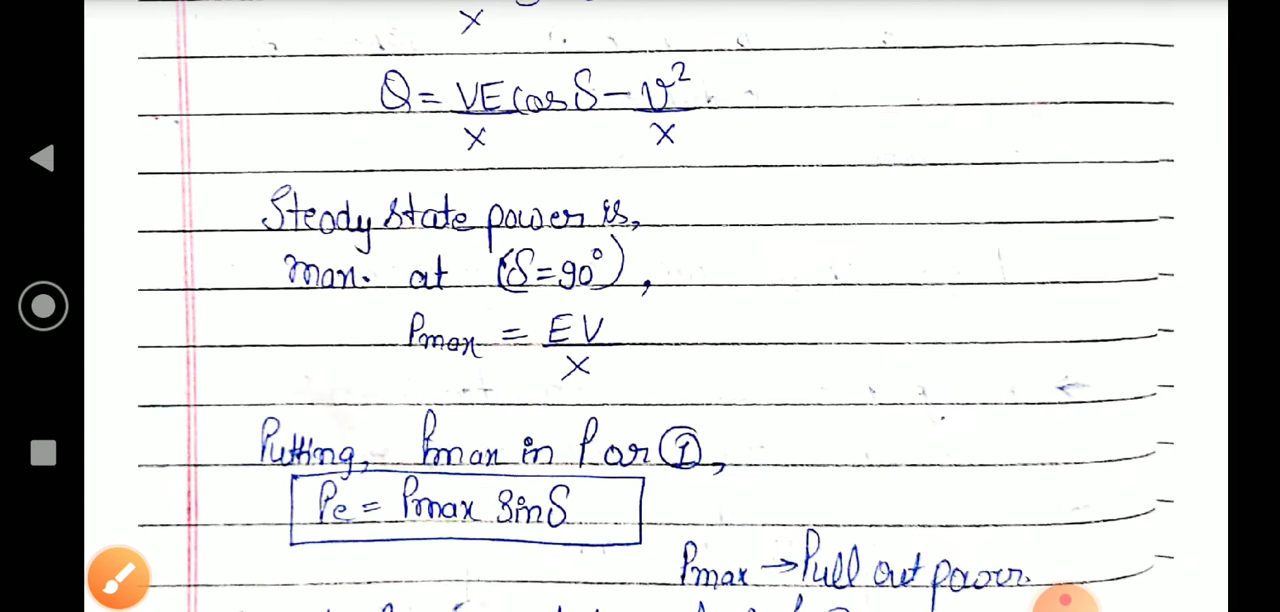 X
Q = VE Cos δ – V²
X X
Steady state power is,
max. at (δ=90°),
Pmax = EV
X
Putting, Pmax in P or ①,
Pe = Pmax Sin δ
Pmax → Pull out power.